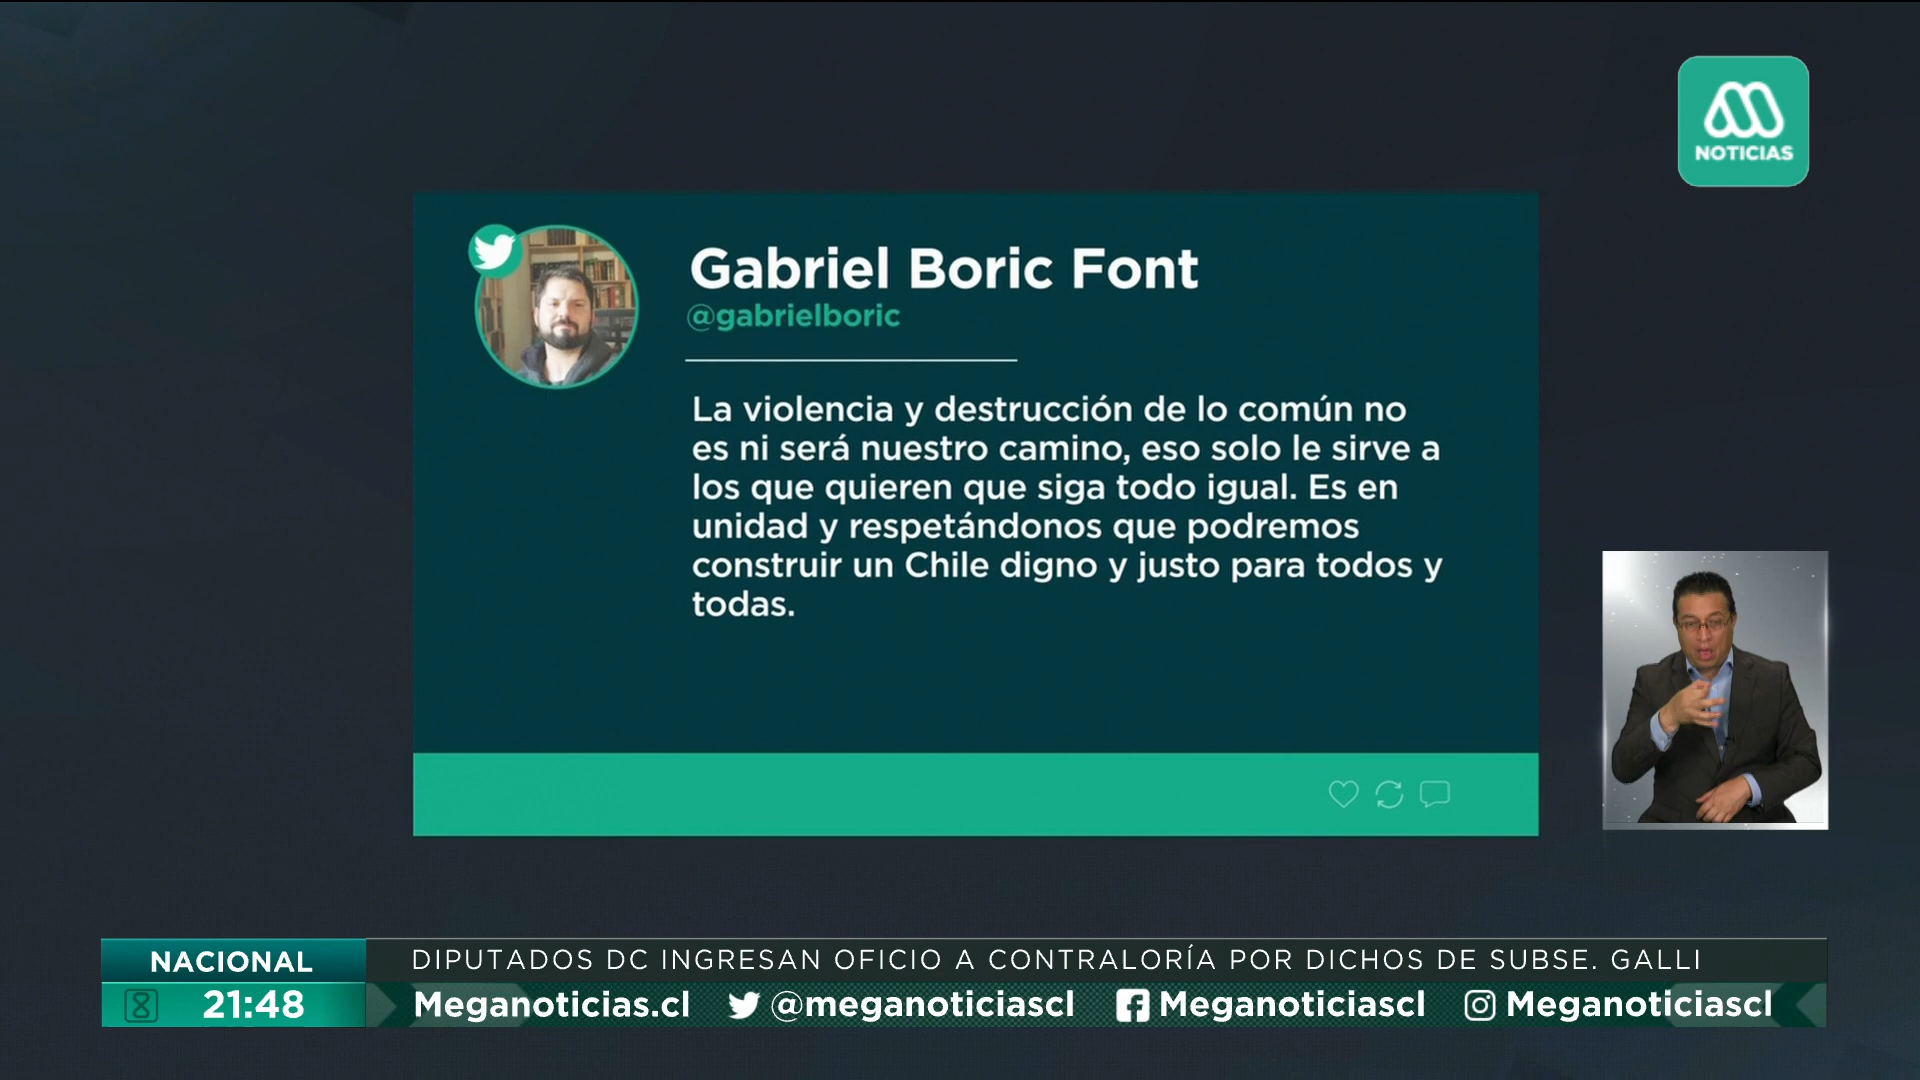 NOTICIAS
Gabriel Boric Font
@gabrielboric
La violencia y destrucción de lo común no
es ni será nuestro camino, eso solo le sirve a
los que quieren que siga todo igual. Es en
unidad y respetándonos que podremos
construir un Chile digno y justo para todos y
todas.
NACIONAL
DIPUTADOS DC INGRESAN OFICIO A CONTRALORÍA POR DICHOS DE SUBSE. GALLI
21:48
Meganoticias.cl @meganoticiascl Meganoticiascl Meganoticiascl